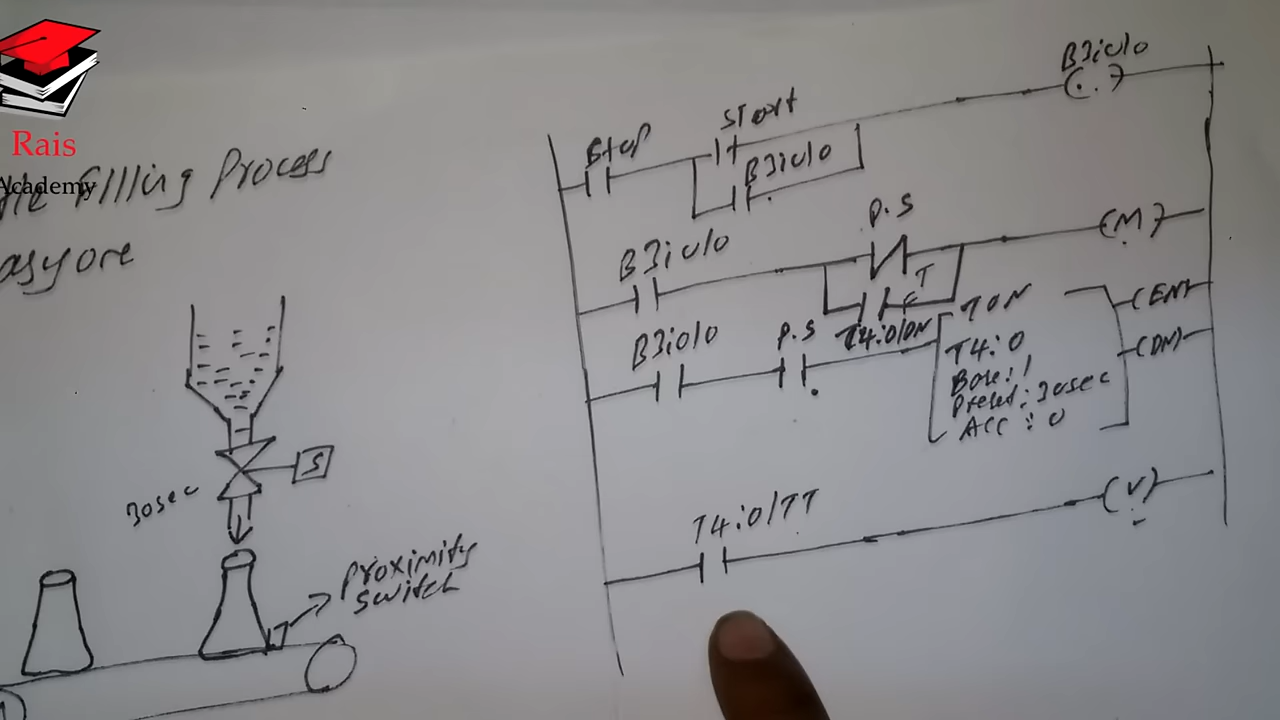 Rais
Academy
Filling Process
30sec
S
Proximity
switch
B3:0/0
Stop
Start
B3:0/0
P.S
B3:0/0
(M)
T4:0/DN
B3:0/0
P.S
TON
T4:0
Base: 1
Preset: 30sec
ACC: 0
(EN)
(DN)
T4:0/TT
(V)